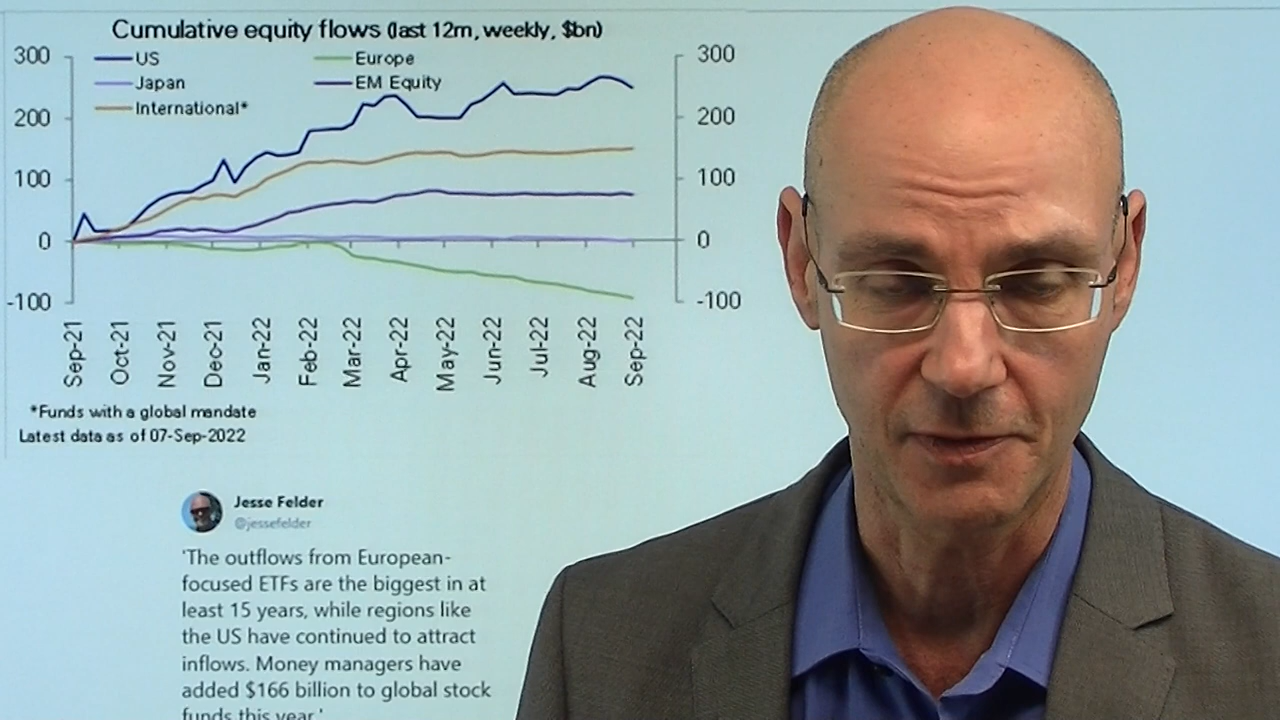 Cumulative equity flows (last 12m, weekly, $bn)
300
200
100
0
-100
US
Europe
Japan
EM Equity
International*
300
200
100
0
-100
Sep-21
Oct-21
Nov-21
Dec-21
Jan-22
Feb-22
Mar-22
Apr-22
May-22
Jun-22
Jul-22
Aug-22
Sep-22
*Funds with a global mandate
Latest data as of 07-Sep-2022
Jesse Felder
@jessefelder
'The outflows from European-
focused ETFs are the biggest in at
least 15 years, while regions like
the US have continued to attract
inflows. Money managers have
added $166 billion to global stock
funds this year.'